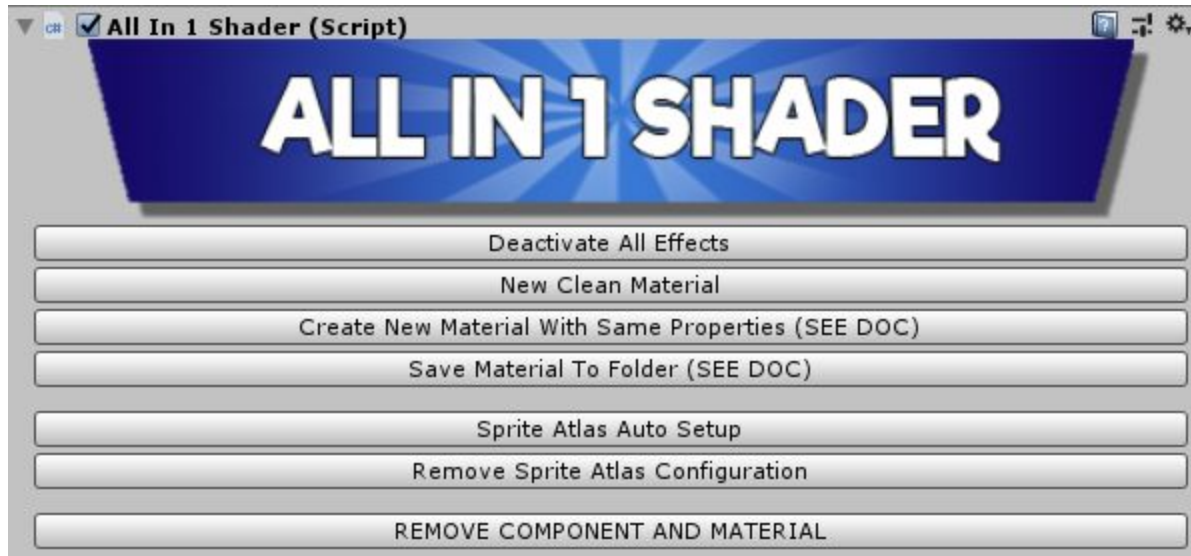 c#
All In 1 Shader (Script)
ALL IN 1 SHADER
Deactivate All Effects
New Clean Material
Create New Material With Same Properties (SEE DOC)
Save Material To Folder (SEE DOC)
Sprite Atlas Auto Setup
Remove Sprite Atlas Configuration
REMOVE COMPONENT AND MATERIAL